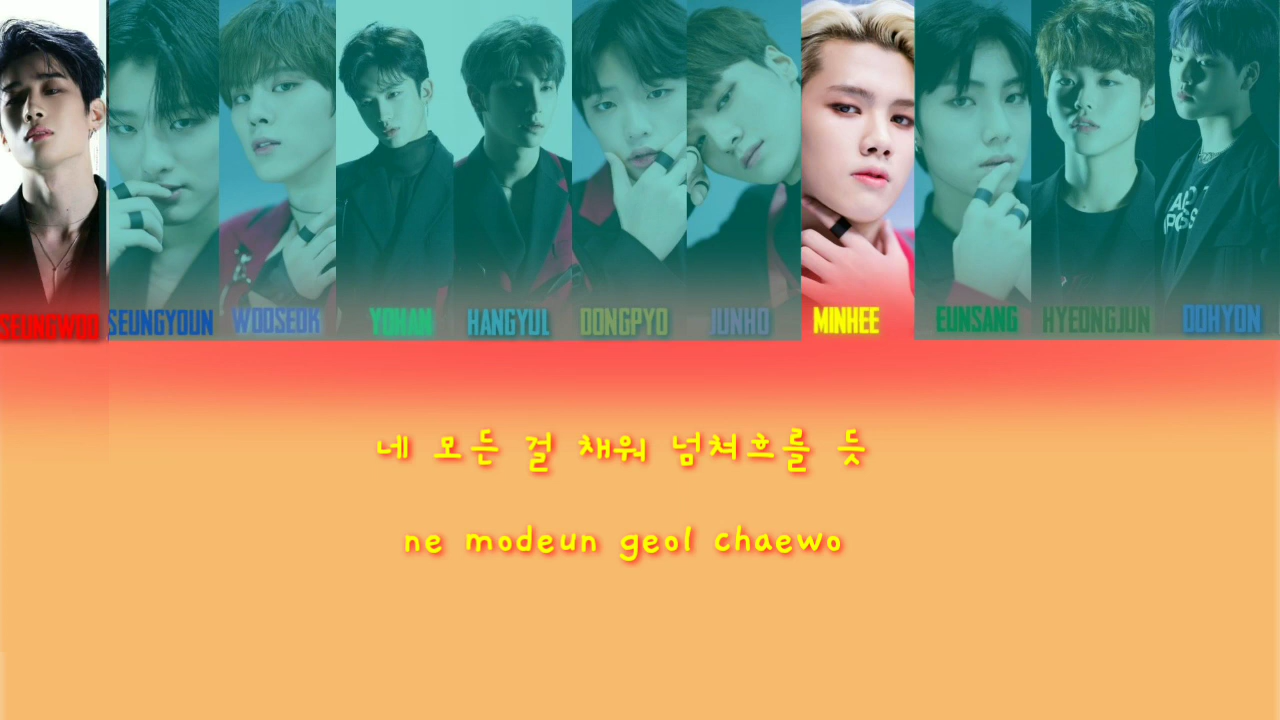 SEUNGWOO SEUNGYOUN WOOSEOK YOHAN HANGYUL DONGPYO JUNHO MINHEE EUNSANG HYEONGJUN DOHYON
네 모든 걸 채워 넘쳐흐를 듯
ne modeun geol chaewo